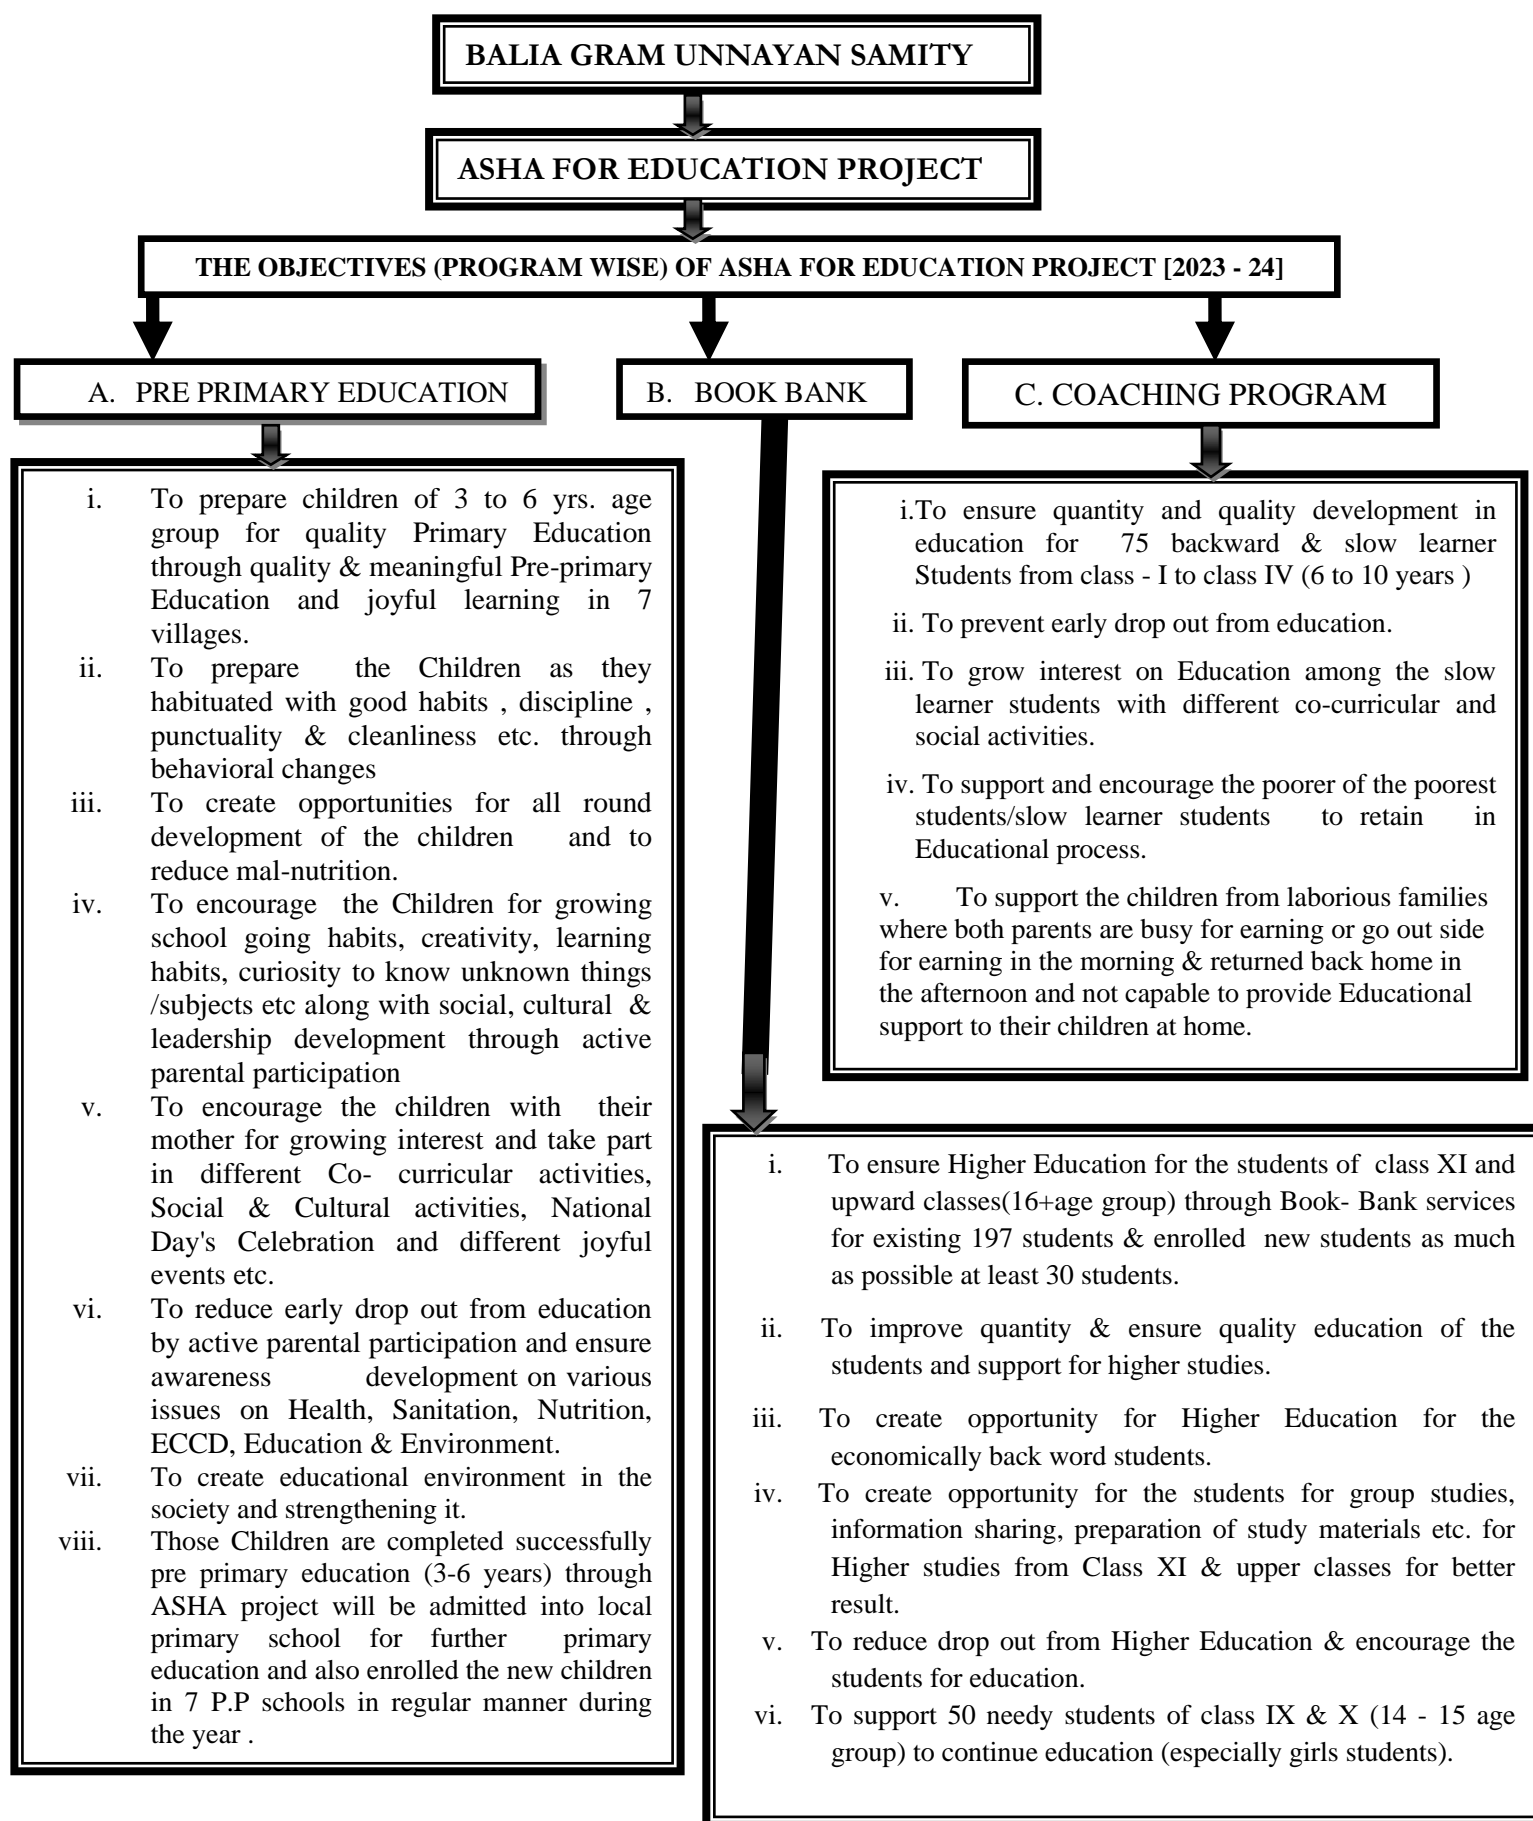 BALIA GRAM UNNAYAN SAMITY
ASHA FOR EDUCATION PROJECT
THE OBJECTIVES (PROGRAM WISE) OF ASHA FOR EDUCATION PROJECT [2023 - 24]
A. PRE PRIMARY EDUCATION
B. BOOK BANK
C. COACHING PROGRAM
i. To prepare children of 3 to 6 yrs. age
group for quality Primary Education
through quality & meaningful Pre-primary
Education and joyful learning in 7
villages.
ii. To prepare the Children as they
habituated with good habits , discipline ,
punctuality & cleanliness etc. through
behavioral changes
iii. To create opportunities for all round
development of the children and to
reduce mal-nutrition.
iv. To encourage the Children for growing
school going habits, creativity, learning
habits, curiosity to know unknown things
/subjects etc along with social, cultural &
leadership development through active
parental participation
v. To encourage the children with their
mother for growing interest and take part
in different Co- curricular activities,
Social & Cultural activities, National
Day's Celebration and different joyful
events etc.
vi. To reduce early drop out from education
by active parental participation and ensure
awareness development on various
issues on Health, Sanitation, Nutrition,
ECCD, Education & Environment.
vii. To create educational environment in the
society and strengthening it.
viii. Those Children are completed successfully
pre primary education (3-6 years) through
ASHA project will be admitted into local
primary school for further primary
education and also enrolled the new children
in 7 P.P schools in regular manner during
the year .
i.To ensure quantity and quality development in
education for 75 backward & slow learner
Students from class - I to class IV (6 to 10 years )
ii. To prevent early drop out from education.
iii. To grow interest on Education among the slow
learner students with different co-curricular and
social activities.
iv. To support and encourage the poorer of the poorest
students/slow learner students to retain in
Educational process.
v. To support the children from laborious families
where both parents are busy for earning or go out side
for earning in the morning & returned back home in
the afternoon and not capable to provide Educational
support to their children at home.
i. To ensure Higher Education for the students of class XI and
upward classes(16+age group) through Book- Bank services
for existing 197 students & enrolled new students as much
as possible at least 30 students.
ii. To improve quantity & ensure quality education of the
students and support for higher studies.
iii. To create opportunity for Higher Education for the
economically back word students.
iv. To create opportunity for the students for group studies,
information sharing, preparation of study materials etc. for
Higher studies from Class XI & upper classes for better
result.
v. To reduce drop out from Higher Education & encourage the
students for education.
vi. To support 50 needy students of class IX & X (14 - 15 age
group) to continue education (especially girls students).